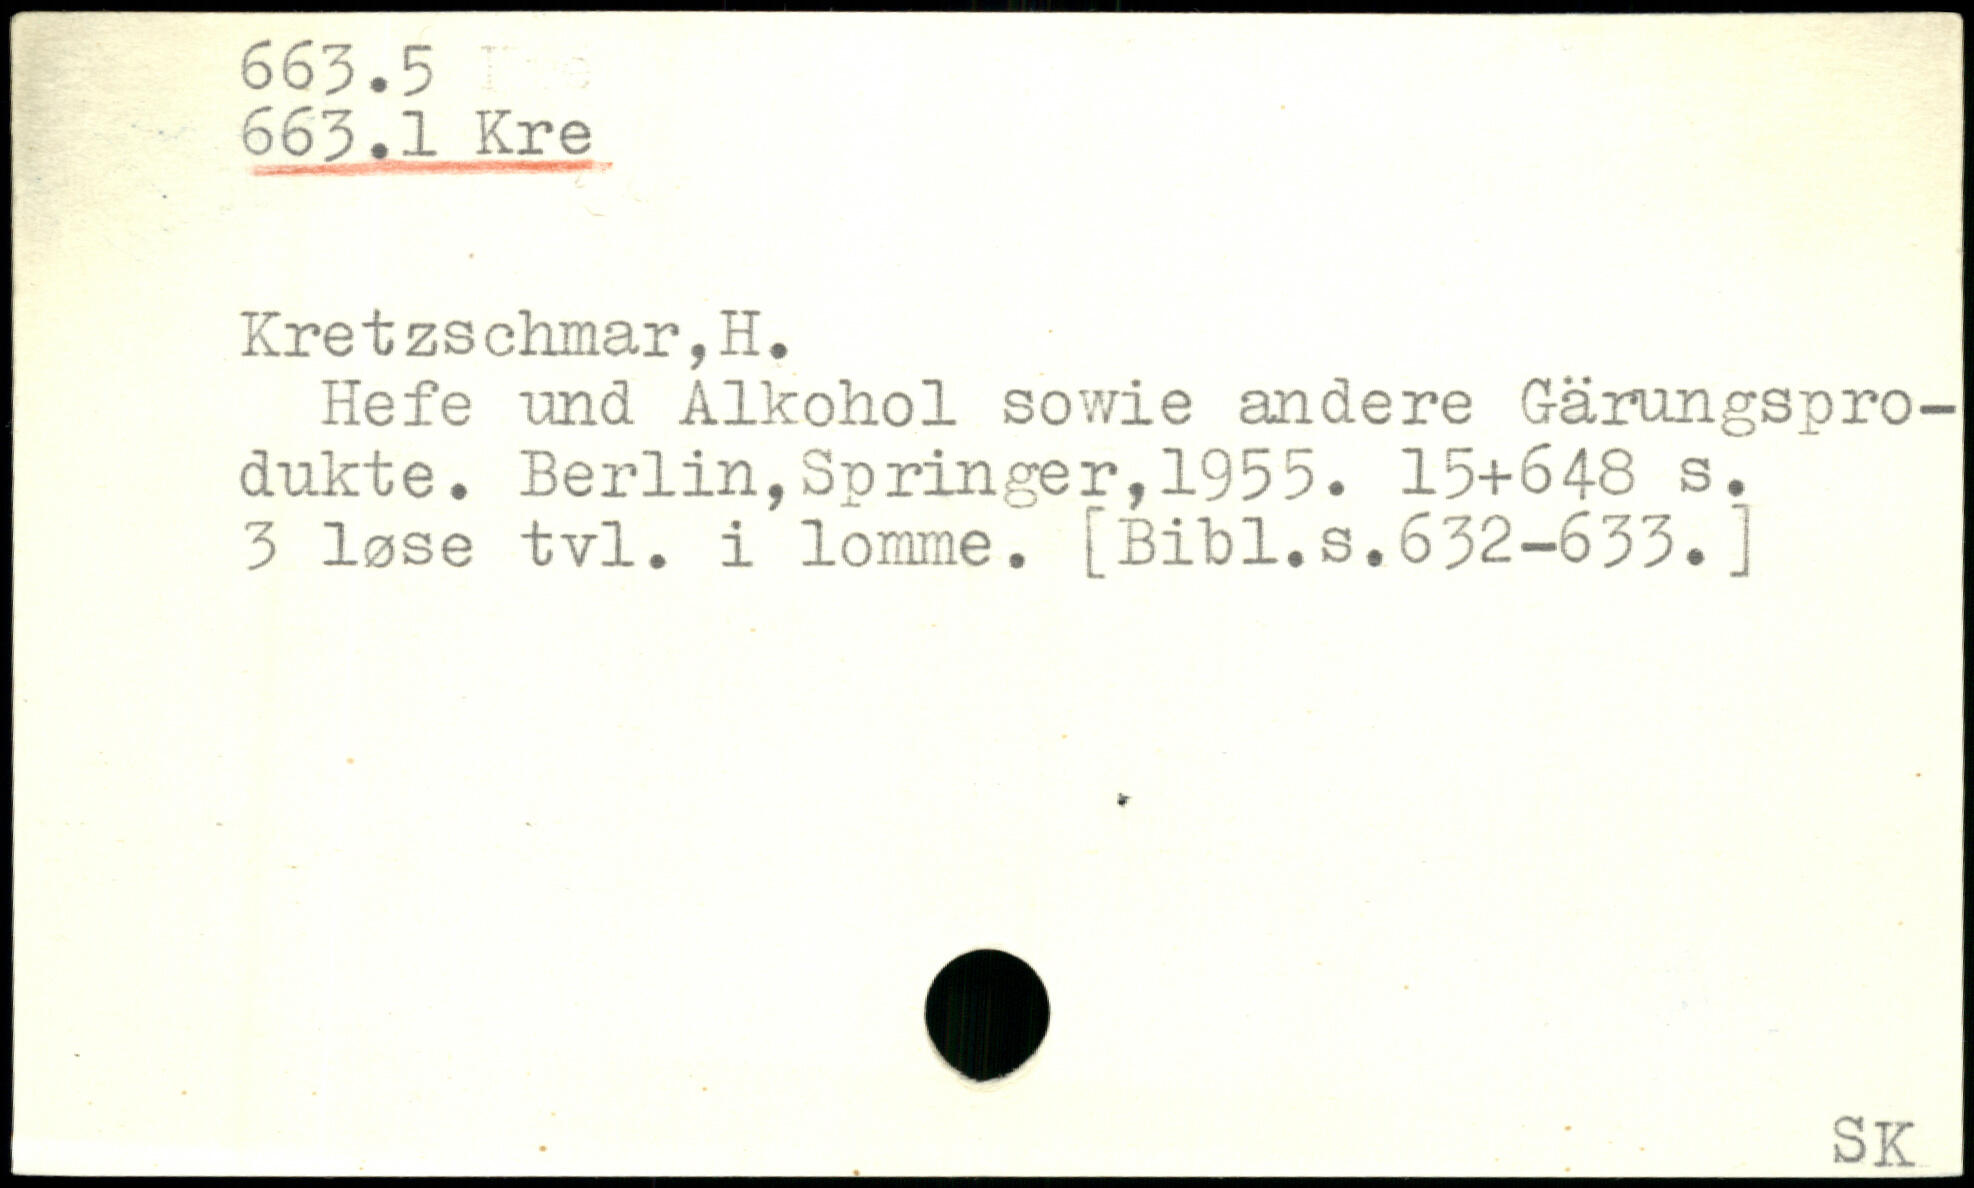 663.5
663.1 Kre
Kretzschmar,H.
Hefe und Alkohol sowie andere Gärungspro-
dukte. Berlin,Springer,1955. 15+648 s.
3 løse tvl. i lomme. [Bibl.s.632-633.]
SK